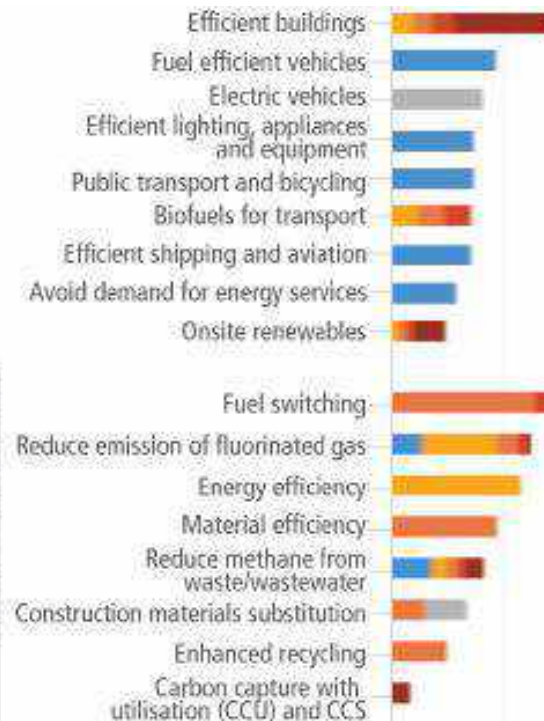 Efficient buildings
Fuel efficient vehicles
Electric vehicles
Efficient lighting, appliances
and equipment
Public transport and bicycling
Biofuels for transport
Efficient shipping and aviation
Avoid demand for energy services
Onsite renewables
Fuel switching
Reduce emission of fluorinated gas
Energy efficiency
Material efficiency
Reduce methane from
waste/wastewater
Construction materials substitution
Enhanced recycling
Carbon capture with
utilisation (CCU) and CCS